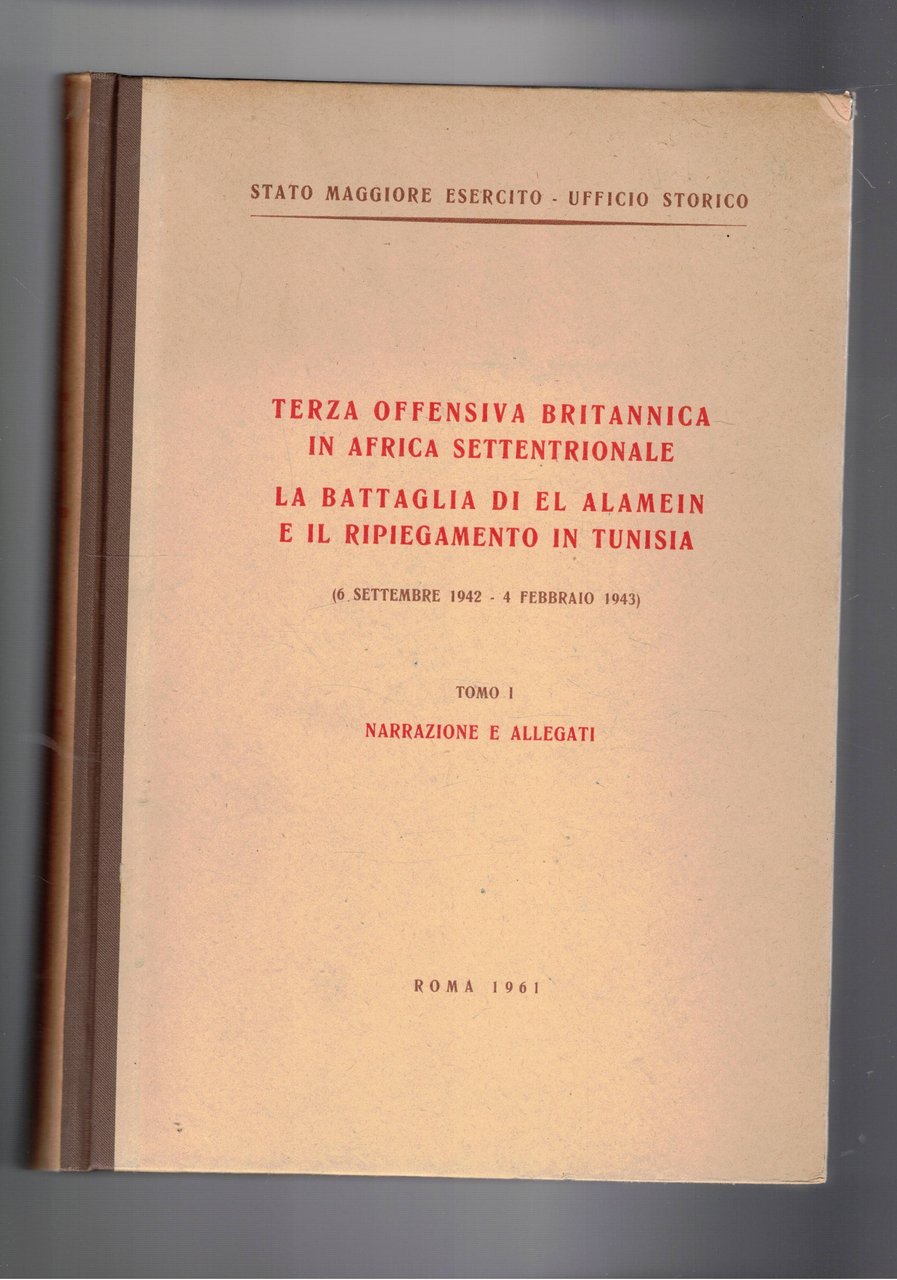 STATO MAGGIORE ESERCITO - UFFICIO STORICO
TERZA OFFENSIVA BRITANNICA
IN AFRICA SETTENTRIONALE
LA BATTAGLIA DI EL ALAMEIN
E IL RIPIEGAMENTO IN TUNISIA
(6 SETTEMBRE 1942 - 4 FEBBRAIO 1943)
TOMO I
NARRAZIONE E ALLEGATI
ROMA 1961